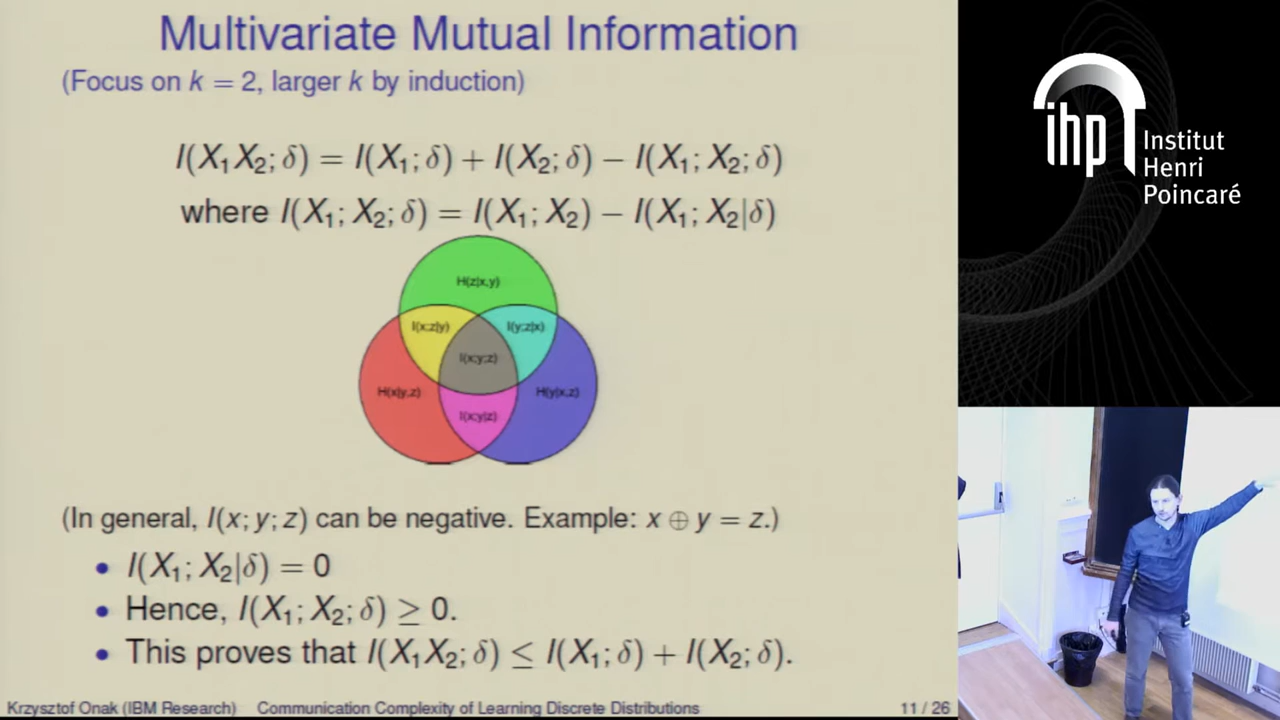 Multivariate Mutual Information
(Focus on k = 2, larger k by induction)
I(X₁X₂; δ) = I(X₁; δ) + I(X₂; δ) − I(X₁; X₂; δ)
where I(X₁; X₂; δ) = I(X₁; X₂) − I(X₁; X₂|δ)
H(z|x,y)
I(x;z|y)
I(y;z|x)
I(x;y;z)
H(x|y,z)
H(y|x,z)
I(x;y|z)
(In general, I(x; y; z) can be negative. Example: x ⊕ y = z.)
• I(X₁; X₂|δ) = 0
• Hence, I(X₁; X₂; δ) ≥ 0.
• This proves that I(X₁X₂; δ) ≤ I(X₁; δ) + I(X₂; δ).
Krzysztof Onak (IBM Research) Communication Complexity of Learning Discrete Distributions 11 / 26
ihp
Institut
Henri
Poincaré